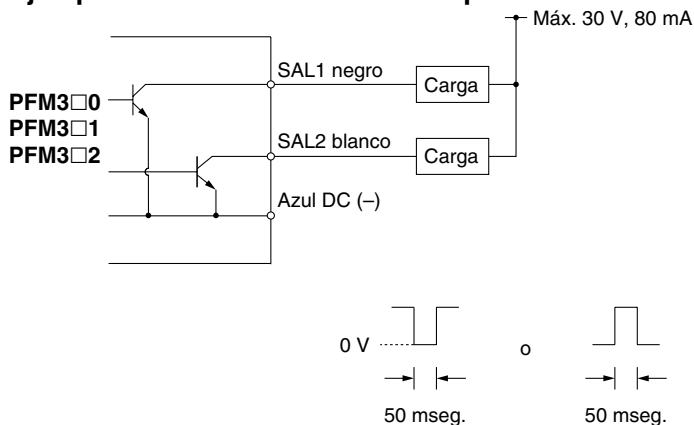 Máx. 30 V, 80 mA
SAL1 negro
Carga
PFM3□0
PFM3□1
PFM3□2
SAL2 blanco
Carga
Azul DC (–)
0 V
o
50 mseg.
50 mseg.